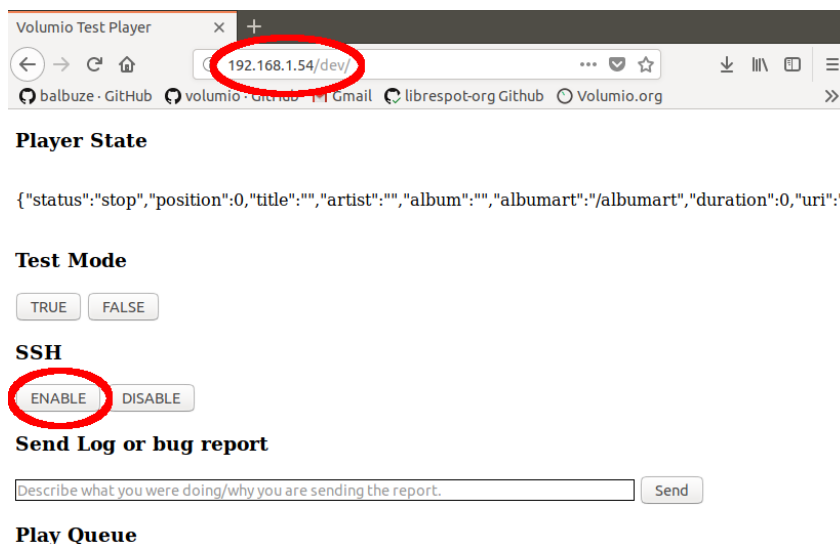 Volumio Test Player
192.168.1.54/dev/
balbuze · GitHub volumio · GitHub Gmail librespot-org Github Volumio.org
Player State
{"status":"stop","position":0,"title":"","artist":"","album":"","albumart":"/albumart","duration":0,"uri":"
Test Mode
TRUE FALSE
SSH
ENABLE DISABLE
Send Log or bug report
Describe what you were doing/why you are sending the report. Send
Play Queue